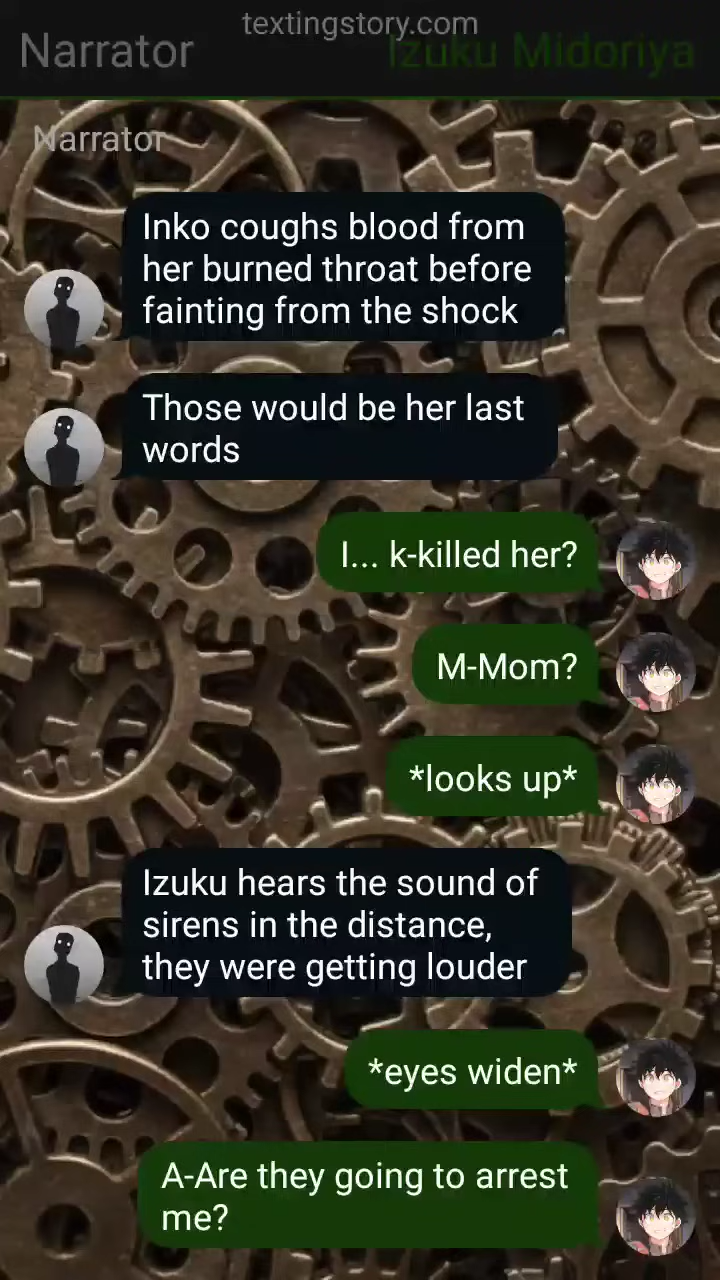 textingstory.com
Narrator
Izuku Midoriya
Narrator
Inko coughs blood from
her burned throat before
fainting from the shock
Those would be her last
words
I... k-killed her?
M-Mom?
*looks up*
Izuku hears the sound of
sirens in the distance,
they were getting louder
*eyes widen*
A-Are they going to arrest
me?